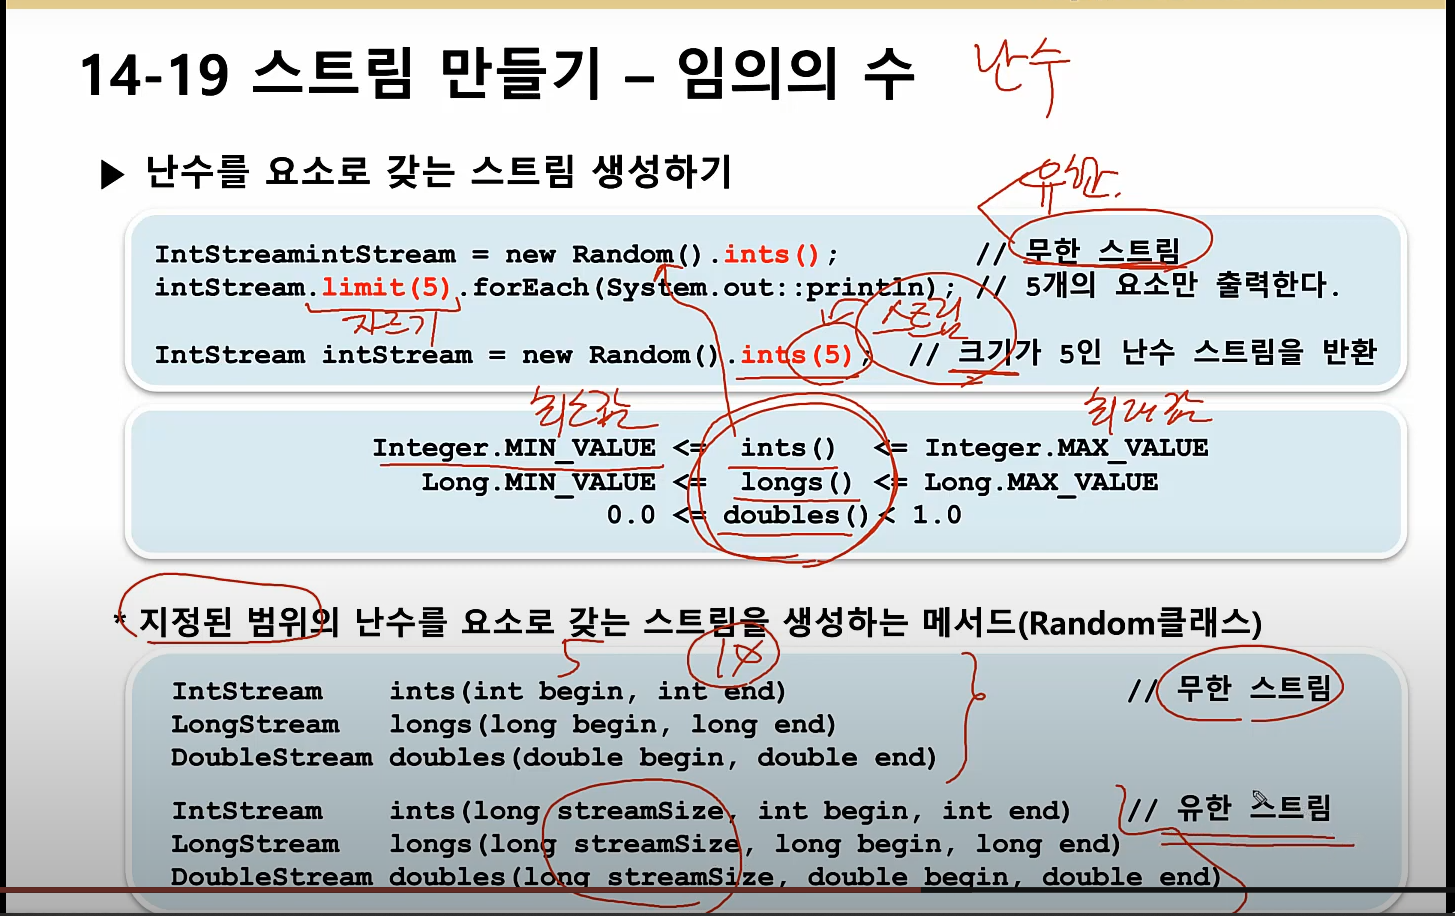 14-19 스트림 만들기 – 임의의 수 난수
▶ 난수를 요소로 갖는 스트림 생성하기
유한.
IntStreamintStream = new Random().ints(); // 무한 스트림
intStream.limit(5).forEach(System.out::println); // 5개의 요소만 출력한다.
자르기 스트림
IntStream intStream = new Random().ints(5); // 크기가 5인 난수 스트림을 반환
최소값 최대값
Integer.MIN_VALUE <= ints() <= Integer.MAX_VALUE
Long.MIN_VALUE <= longs() <= Long.MAX_VALUE
0.0 <= doubles() < 1.0
* 지정된 범위의 난수를 요소로 갖는 스트림을 생성하는 메서드(Random클래스)
5
IntStream ints(int begin, int end) // 무한 스트림
LongStream longs(long begin, long end)
DoubleStream doubles(double begin, double end)
IntStream ints(long streamSize, int begin, int end) // 유한 스트림
LongStream longs(long streamSize, long begin, long end)
DoubleStream doubles(long streamSize, double begin, double end)